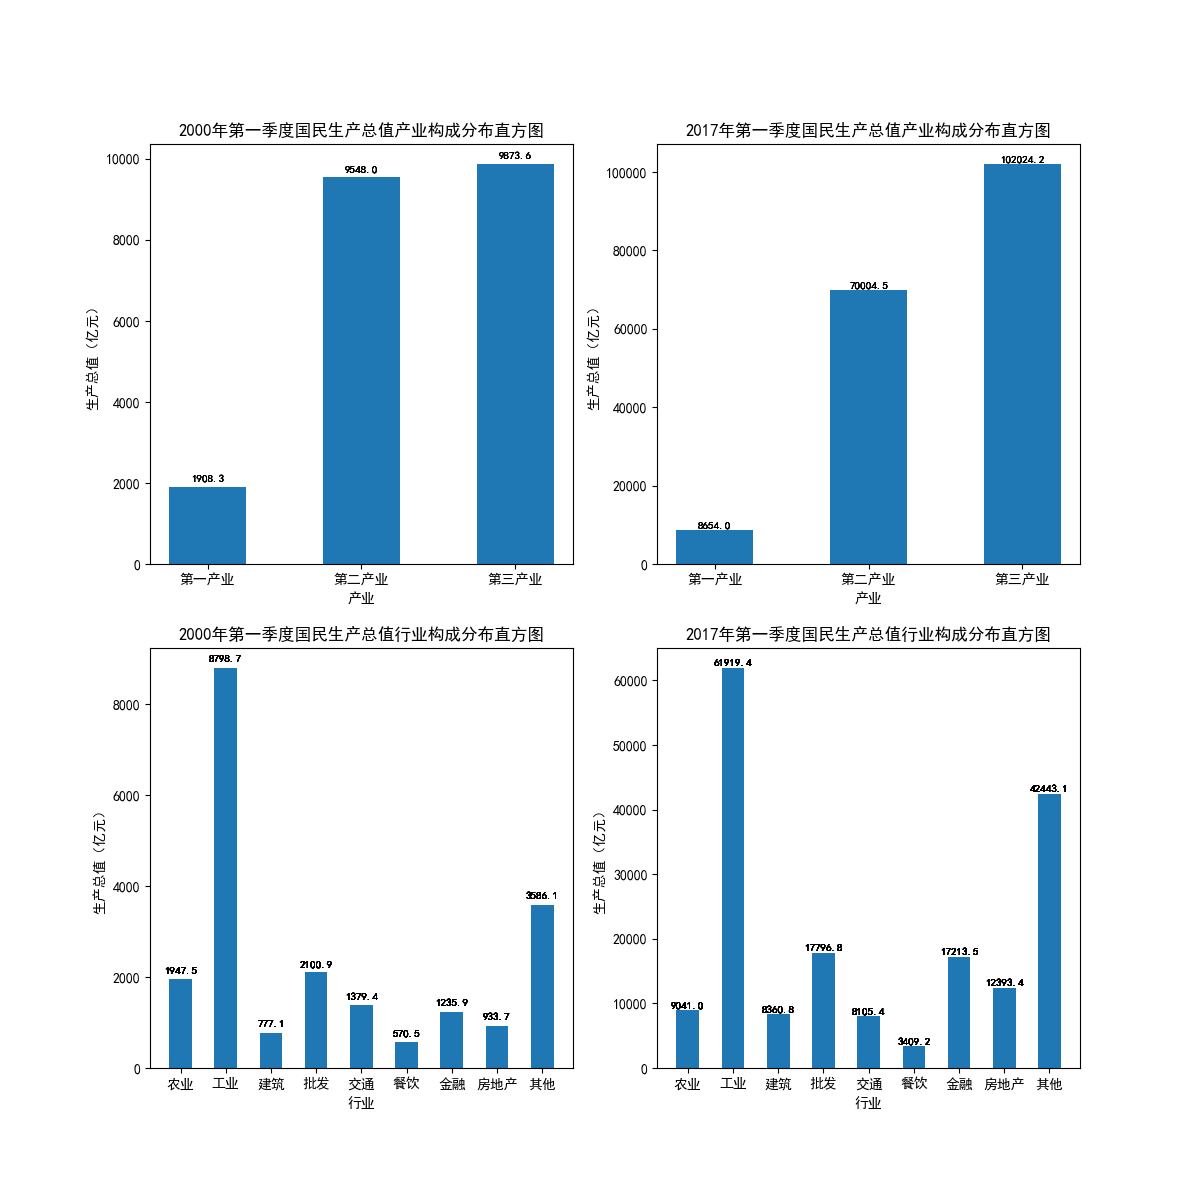 2000年第一季度国民生产总值产业构成分布直方图
生产总值（亿元）
10000
8000
6000
4000
2000
0
1908.3
9548.0
9873.6
第一产业
第二产业
第三产业
产业
2017年第一季度国民生产总值产业构成分布直方图
生产总值（亿元）
100000
80000
60000
40000
20000
0
8654.0
70004.5
102024.2
第一产业
第二产业
第三产业
产业
2000年第一季度国民生产总值行业构成分布直方图
生产总值（亿元）
8000
6000
4000
2000
0
1947.5
8798.7
777.1
2100.9
1379.4
570.5
1235.9
933.7
3586.1
农业
工业
建筑
批发
交通
餐饮
金融
房地产
其他
行业
2017年第一季度国民生产总值行业构成分布直方图
生产总值（亿元）
60000
50000
40000
30000
20000
10000
0
9041.0
61919.4
8360.8
17796.8
8105.4
3409.2
17213.5
12393.4
42443.1
农业
工业
建筑
批发
交通
餐饮
金融
房地产
其他
行业